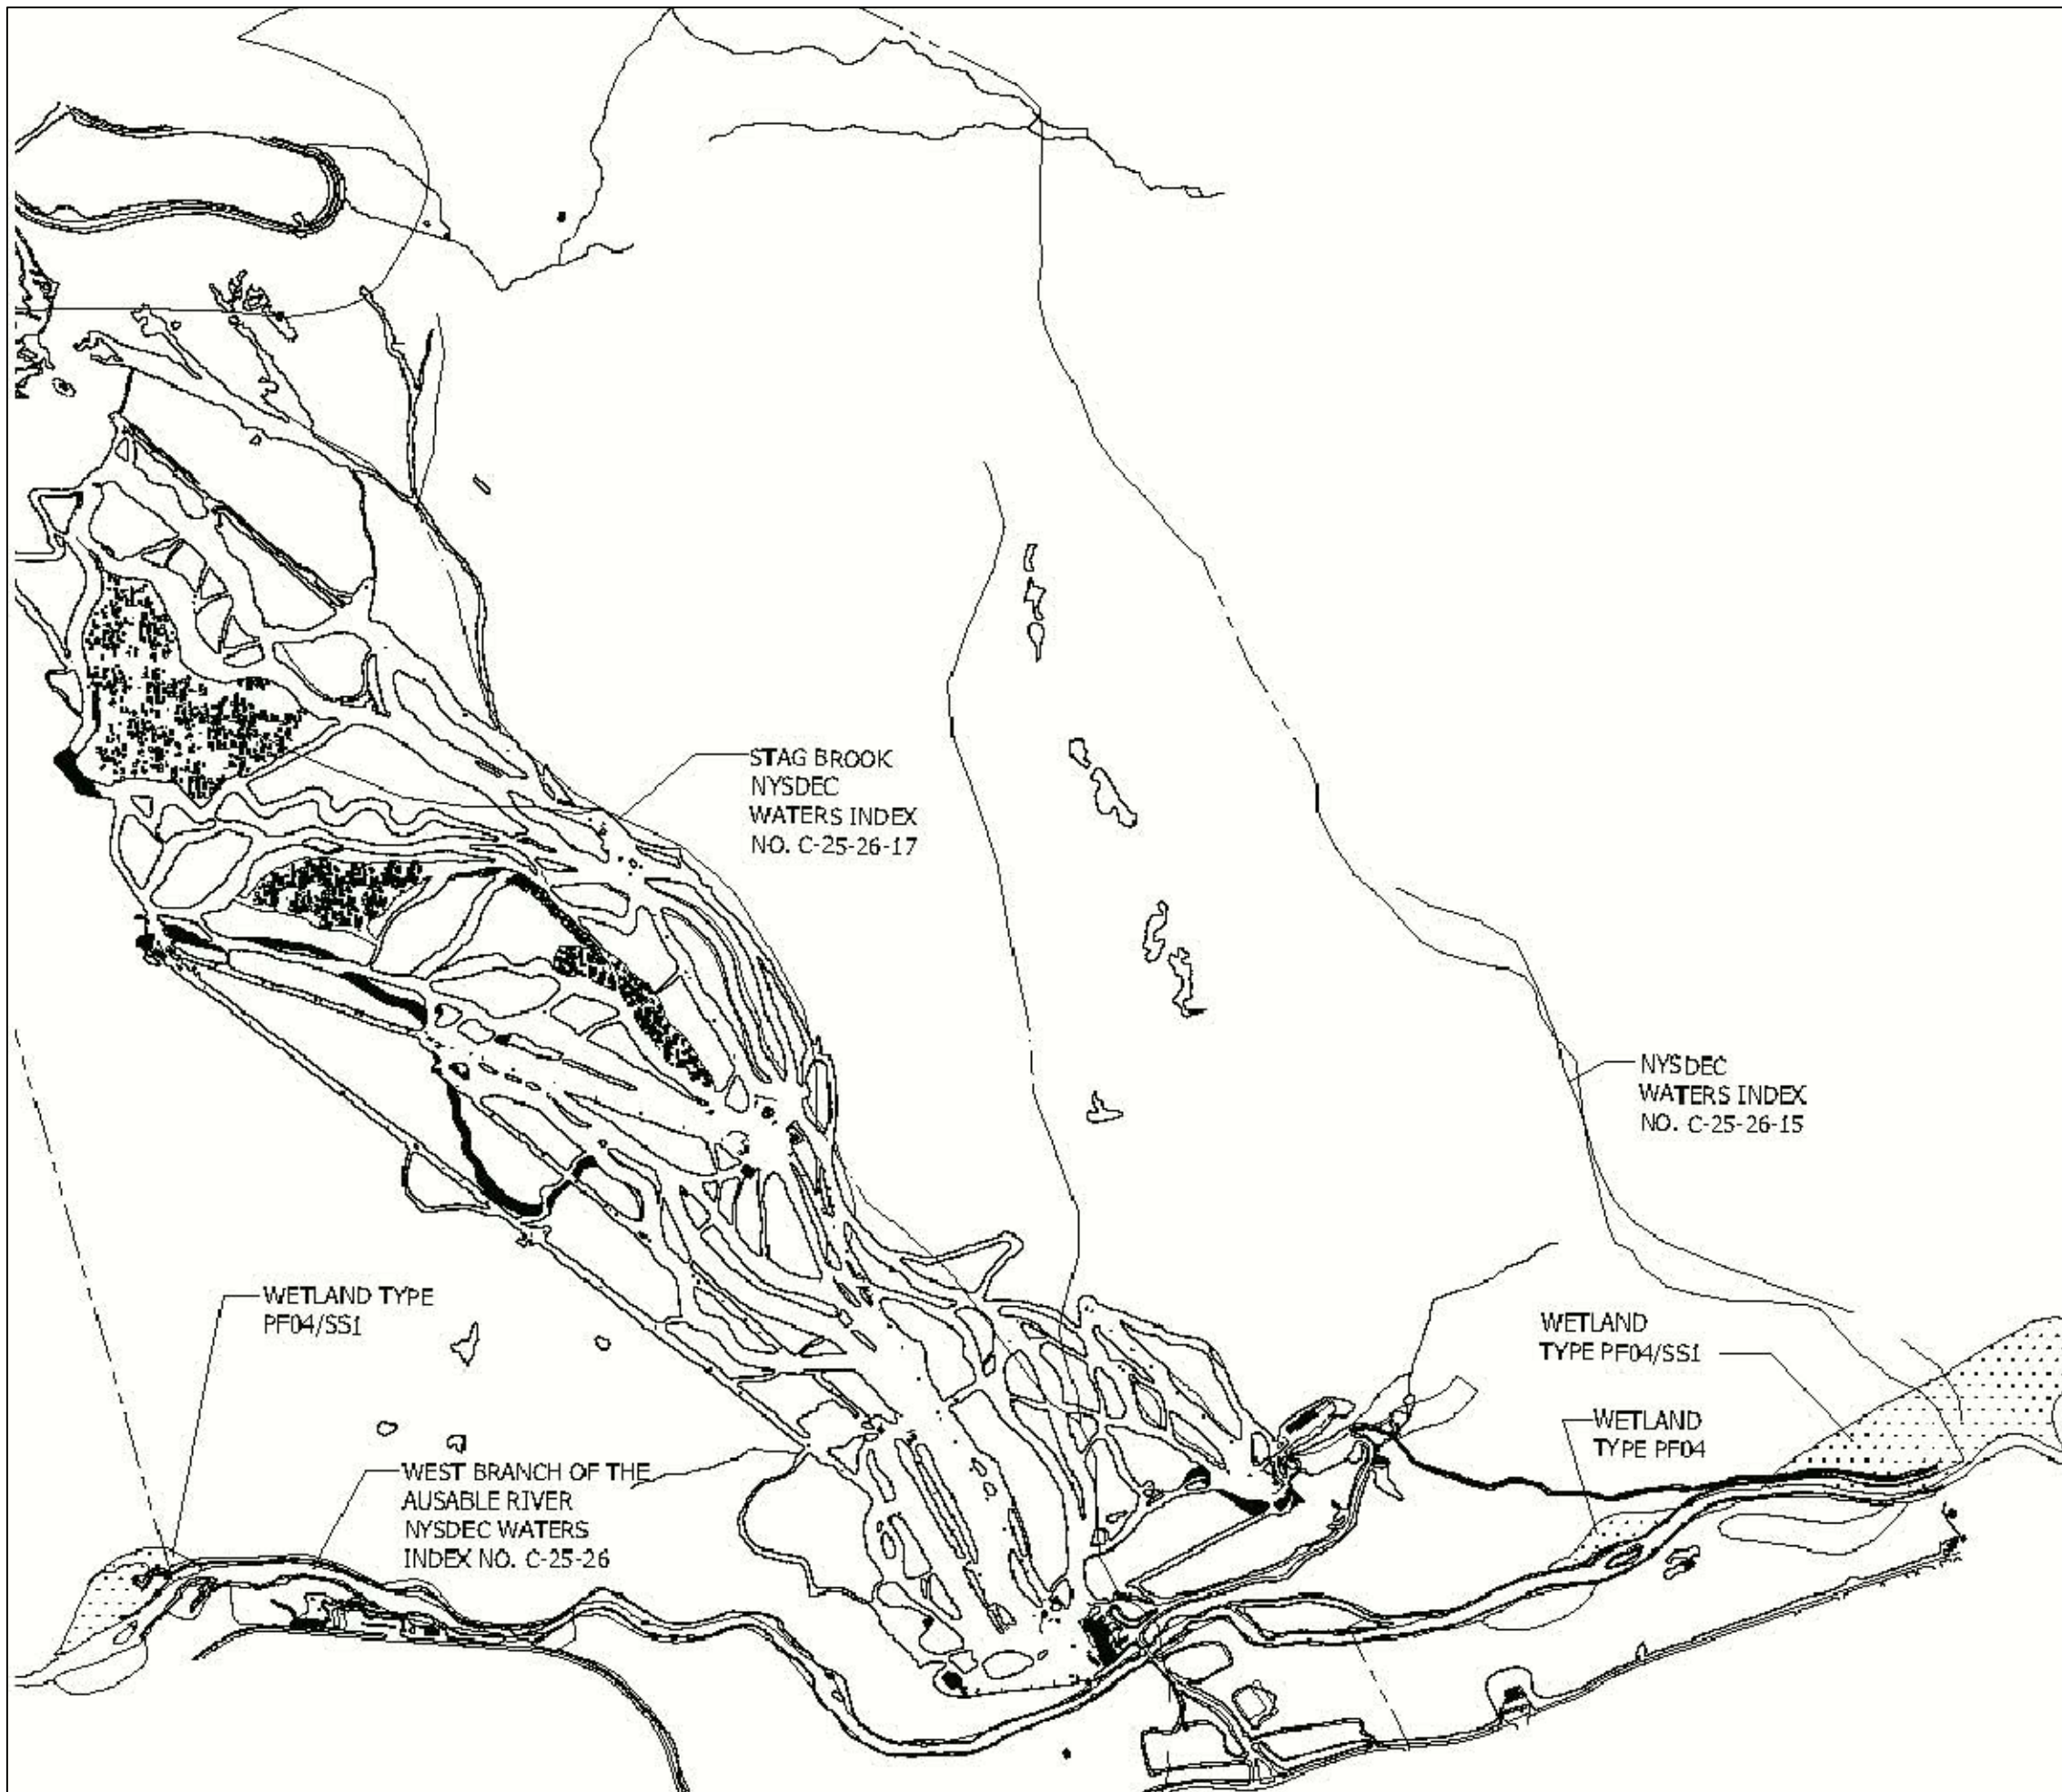 STAG BROOK
NYSDEC
WATERS INDEX
NO. C-25-26-17
NYSDEC
WATERS INDEX
NO. C-25-26-15
WETLAND TYPE
PF04/SS1
WETLAND
TYPE PF04/SS1
WETLAND
TYPE PF04
WEST BRANCH OF THE
AUSABLE RIVER
NYSDEC WATERS
INDEX NO. C-25-26